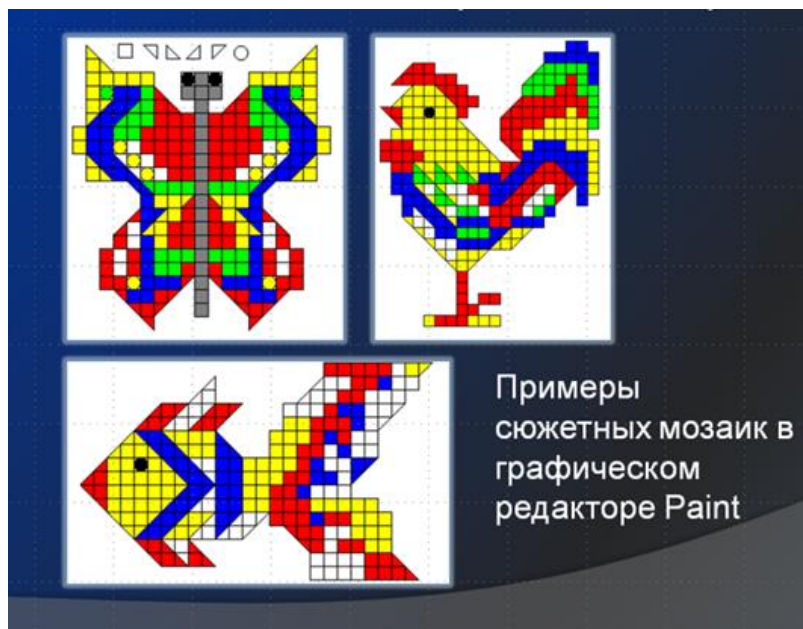 Примеры
сюжетных мозаик в
графическом
редакторе Paint